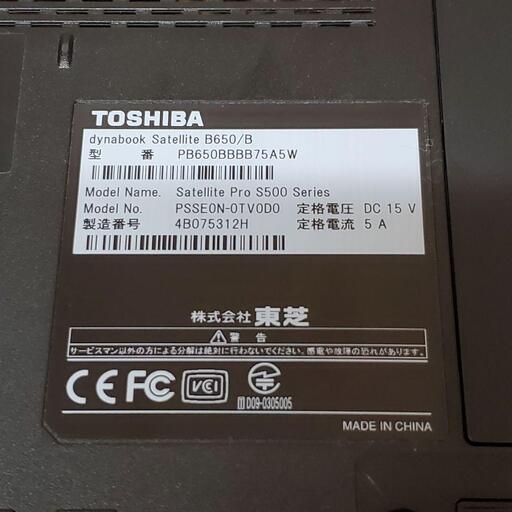 TOSHIBA
dynabook Satellite B650/B
型 番 PB650BBBB75A5W
Model Name. Satellite Pro S500 Series
Model No. PSSE0N-0TV0D0 定格電圧 DC 15 V
製造番号 4B075312H 定格電流 5 A
株式会社 東芝
警 告
サービスマン以外の方による分解は絶対に行わないでください。感電や故障の恐れがあります。
CE FC VCI
D09-0305005
MADE IN CHINA